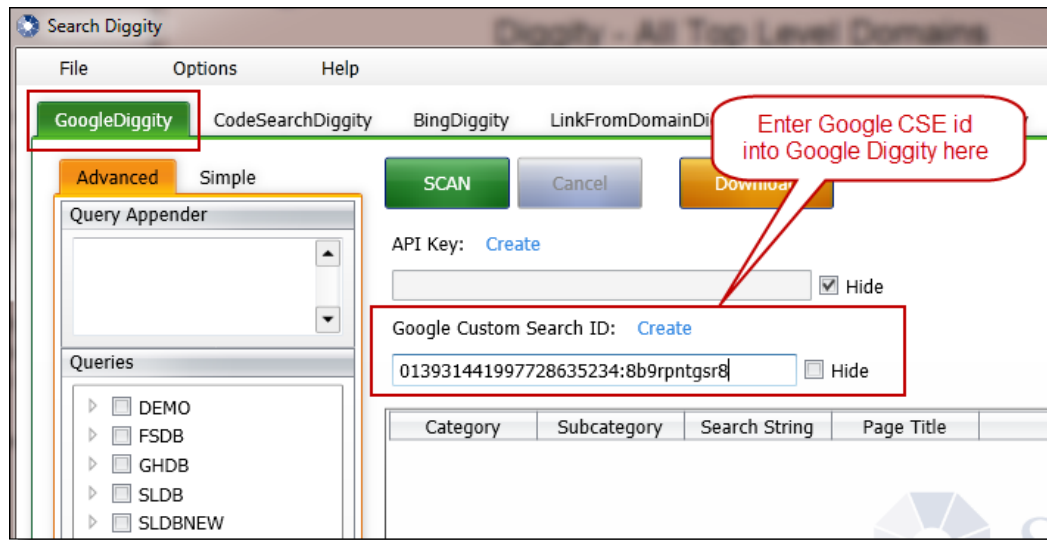 Search Diggity
Diggity - All Top Level Domains
File Options Help
GoogleDiggity CodeSearchDiggity BingDiggity LinkFromDomainDi
Enter Google CSE id
into Google Diggity here
Advanced Simple
SCAN Cancel Download
Query Appender
API Key: Create
Hide
Google Custom Search ID: Create
013931441997728635234:8b9rpntgsr8 Hide
Queries
DEMO
FSDB
GHDB
SLDB
SLDBNEW
Category Subcategory Search String Page Title